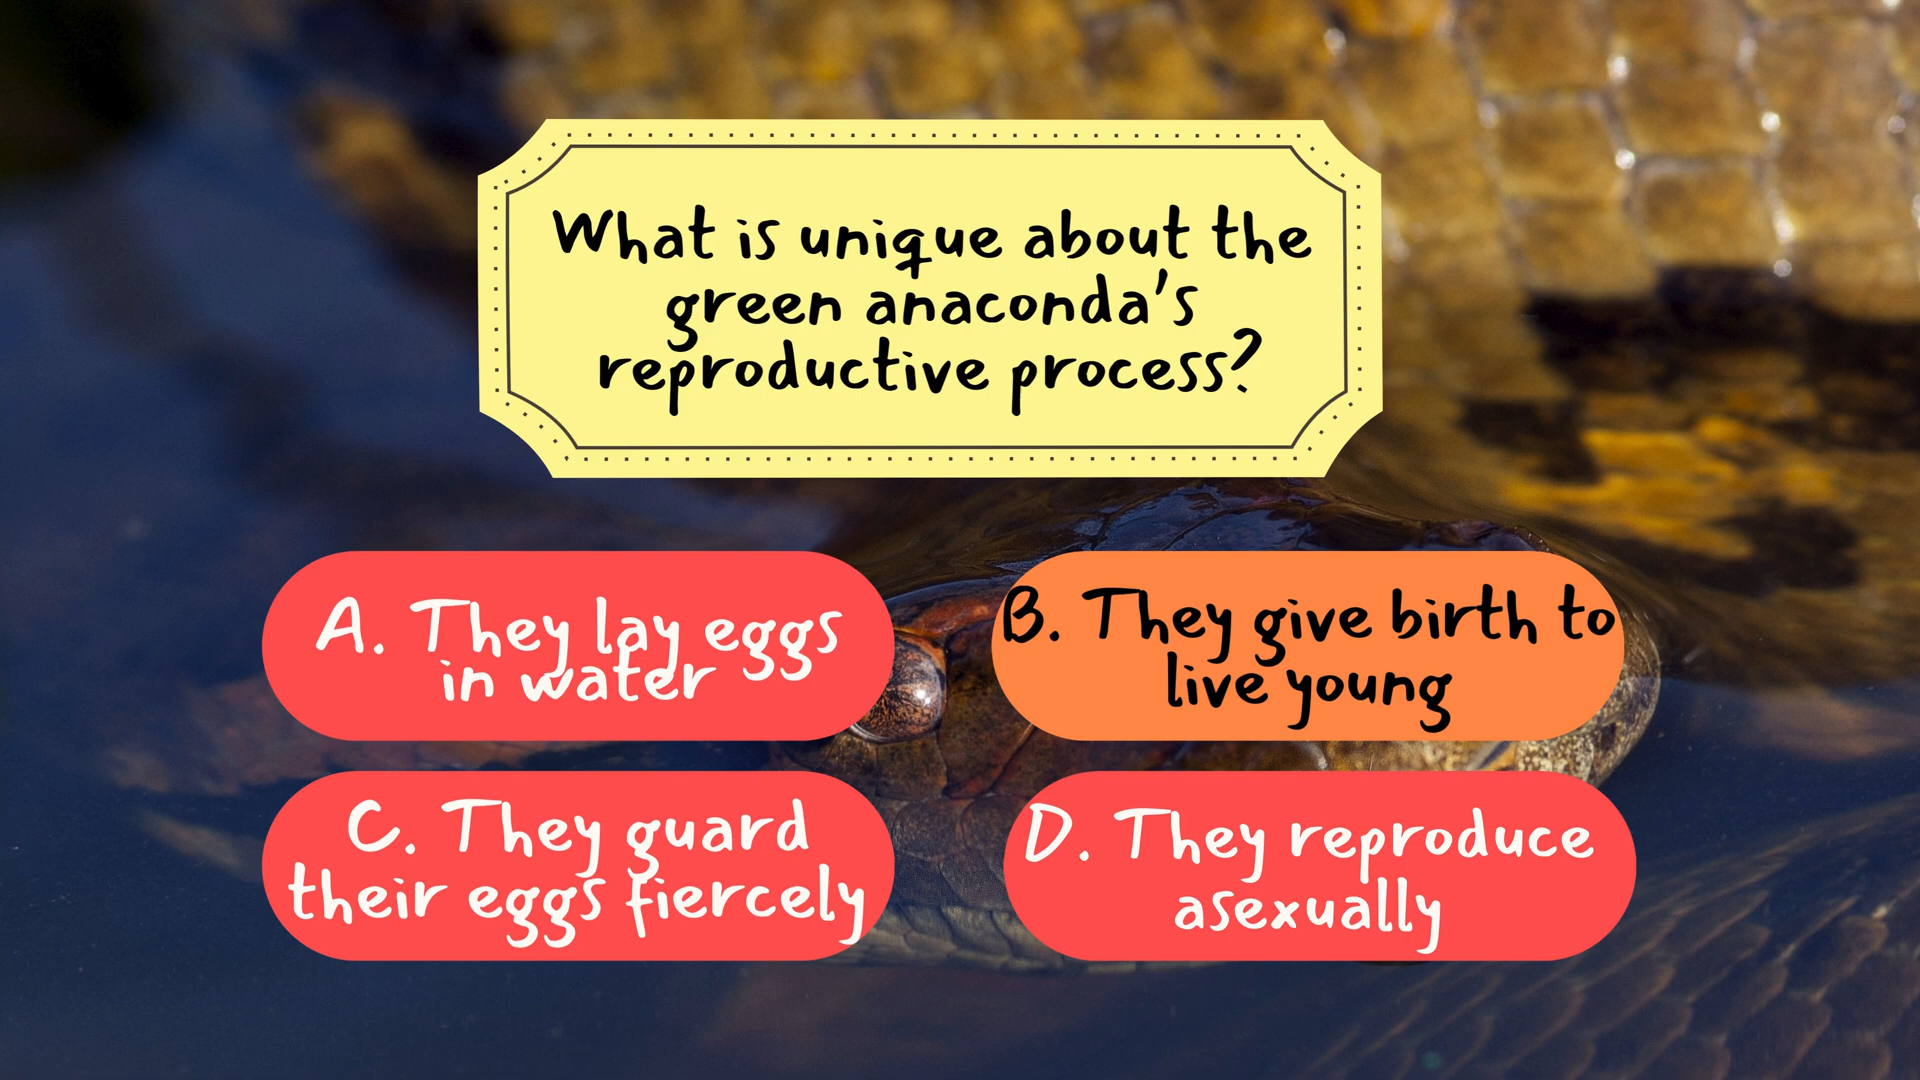 What is unique about the
green anaconda's
reproductive process?
A. They lay eggs
in water
B. They give birth to
live young
C. They guard
their eggs fiercely
D. They reproduce
asexually